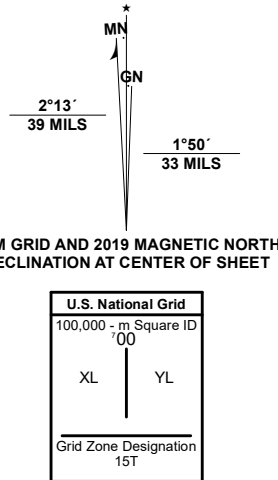 ★
MN
GN
2°13´
39 MILS
1°50´
33 MILS
M GRID AND 2019 MAGNETIC NORTH
ECLINATION AT CENTER OF SHEET
U.S. National Grid
100,000 - m Square ID
⁷00
XL YL
Grid Zone Designation
15T